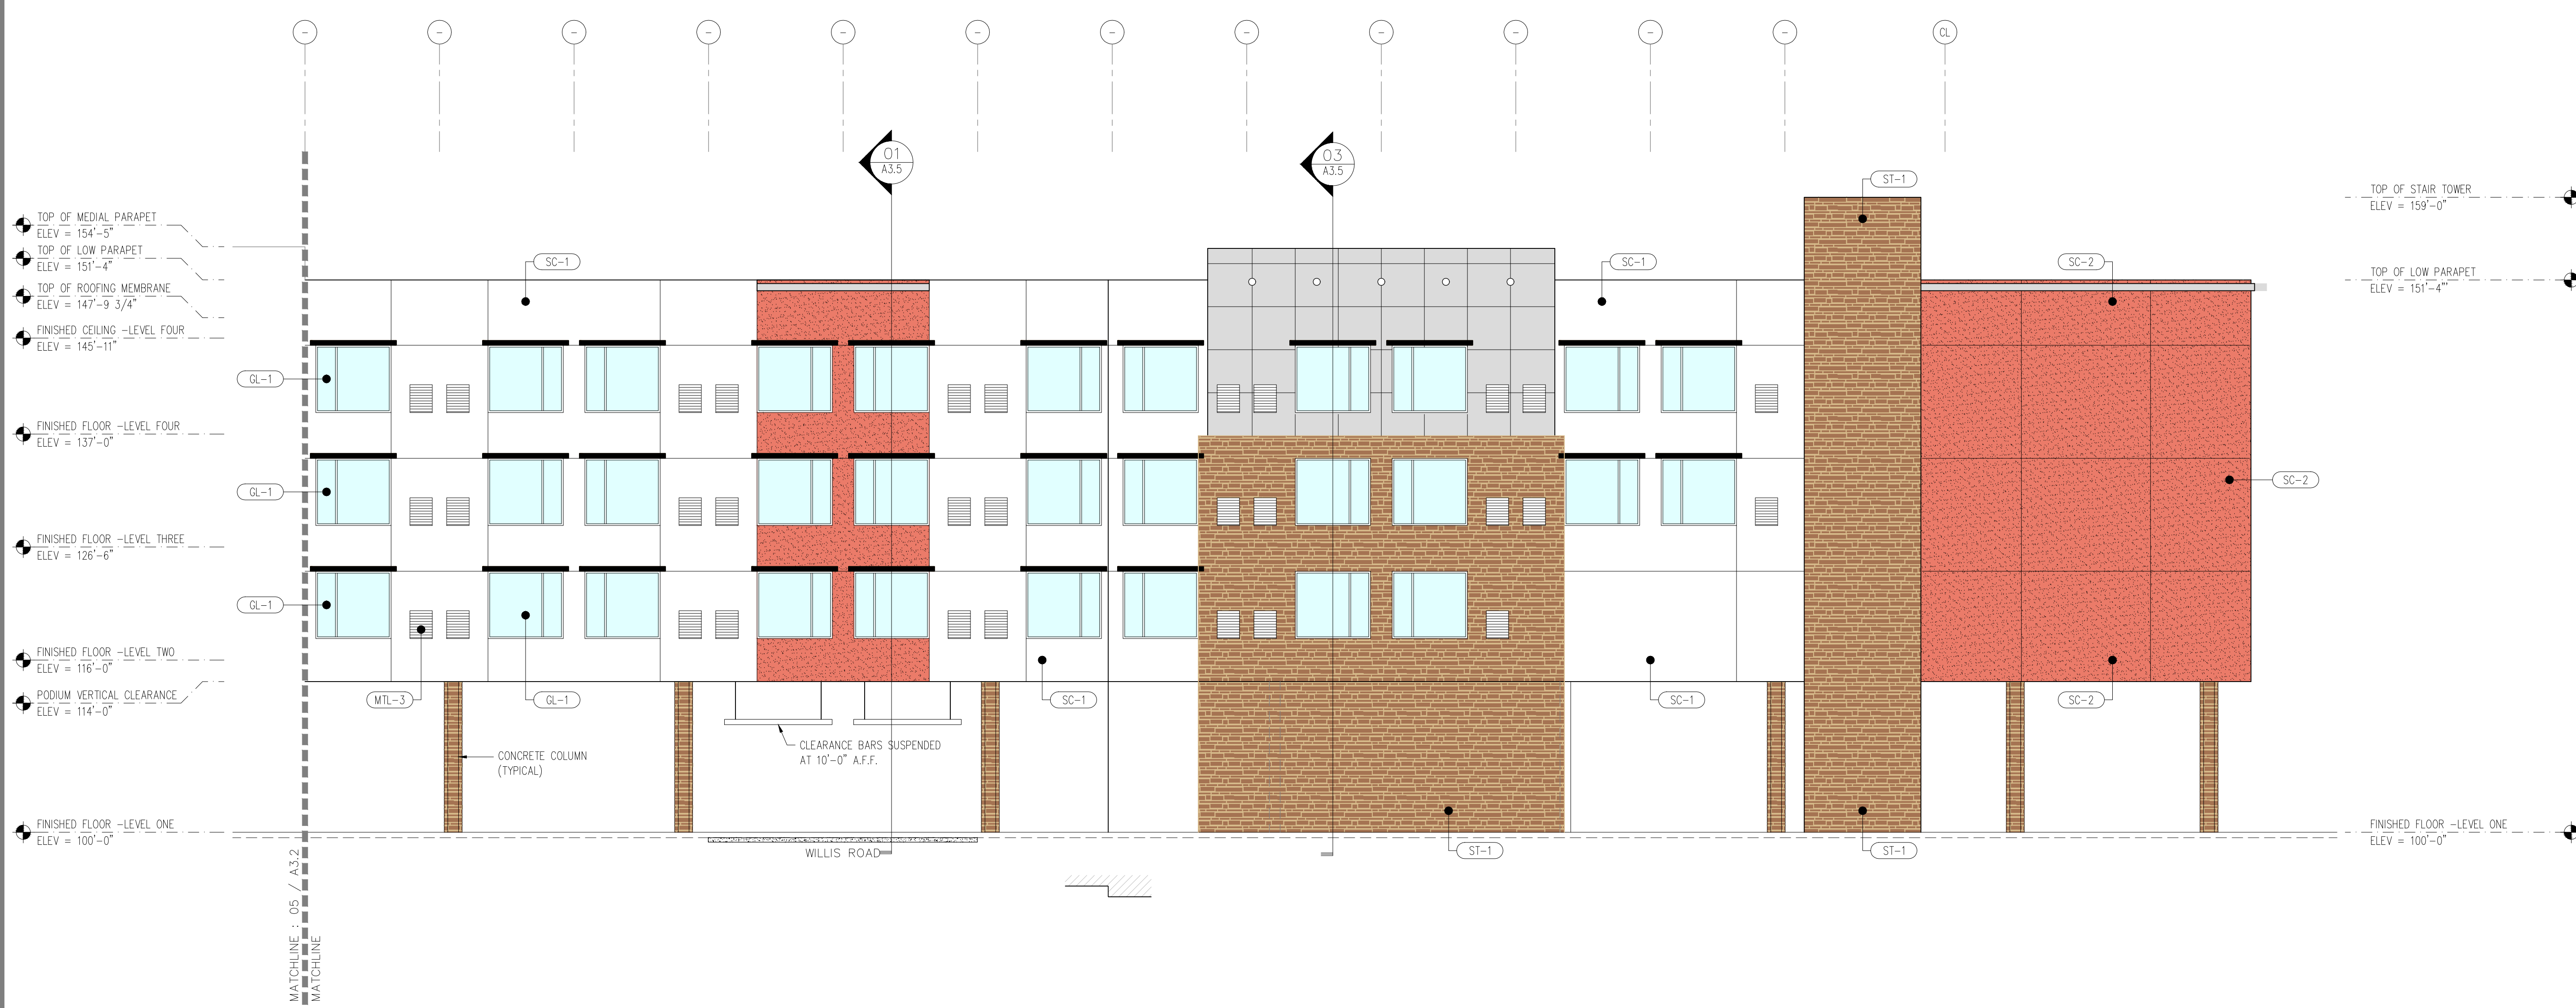 -
-
-
-
-
-
-
-
-
-
-
-
CL
01
A3.5
03
A3.5
ST-1
TOP OF STAIR TOWER
ELEV = 159'-0"
TOP OF MEDIAL PARAPET
ELEV = 154'-5"
TOP OF LOW PARAPET
ELEV = 151'-4"
SC-1
SC-1
SC-2
TOP OF LOW PARAPET
ELEV = 151'-4"'
TOP OF ROOFING MEMBRANE
ELEV = 147'-9 3/4"
FINISHED CEILING -LEVEL FOUR
ELEV = 145'-11"
GL-1
FINISHED FLOOR -LEVEL FOUR
ELEV = 137'-0"
GL-1
SC-2
FINISHED FLOOR -LEVEL THREE
ELEV = 126'-6"
GL-1
FINISHED FLOOR -LEVEL TWO
ELEV = 116'-0"
PODIUM VERTICAL CLEARANCE
ELEV = 114'-0"
MTL-3
GL-1
SC-1
SC-1
SC-2
CLEARANCE BARS SUSPENDED
AT 10'-0" A.F.F.
CONCRETE COLUMN
(TYPICAL)
FINISHED FLOOR -LEVEL ONE
ELEV = 100'-0"
FINISHED FLOOR -LEVEL ONE
ELEV = 100'-0"
WILLIS ROAD
ST-1
ST-1
MATCHLINE : 05 / A3.2
MATCHLINE